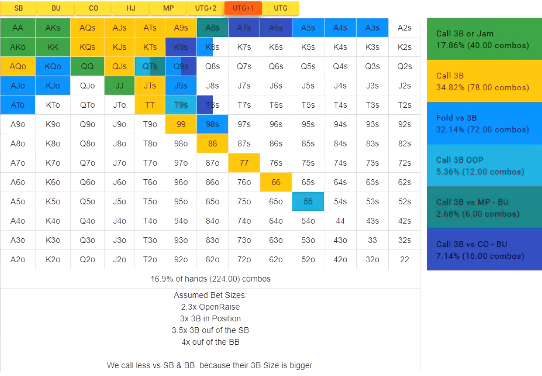 SB BU CO HJ MP UTG+2 UTG+1 UTG
AA AKs AQs AJs ATs A9s A8s A7s A6s A5s A4s A3s A2s
AKo KK KQs KJs KTs K9s K8s K7s K6s K5s K4s K3s K2s
AQo KQo QQ QJs QTs Q9s Q8s Q7s Q6s Q5s Q4s Q3s Q2s
AJo KJo QJo JJ JTs J9s J8s J7s J6s J5s J4s J3s J2s
ATo KTo QTo JTo TT T9s T8s T7s T6s T5s T4s T3s T2s
A9o K9o Q9o J9o T9o 99 98s 97s 96s 95s 94s 93s 92s
A8o K8o Q8o J8o T8o 98o 88 87s 86s 85s 84s 83s 82s
A7o K7o Q7o J7o T7o 97o 87o 77 76s 75s 74s 73s 72s
A6o K6o Q6o J6o T6o 96o 86o 76o 66 65s 64s 63s 62s
A5o K5o Q5o J5o T5o 95o 85o 75o 65o 55 54s 53s 52s
A4o K4o Q4o J4o T4o 94o 84o 74o 64o 54o 44 43s 42s
A3o K3o Q3o J3o T3o 93o 83o 73o 63o 53o 43o 33 32s
A2o K2o Q2o J2o T2o 92o 82o 72o 62o 52o 42o 32o 22
16.9% of hands (224.00) combos
Assumed Bet Sizes:
2.3x OpenRaise
3x 3B in Position
3.5x 3B ouf of the SB
4x out of the BB
We call less vs SB & BB because their 3B Size is bigger
Call 3B or Jam
17.86% (40.00 combos)
Call 3B
34.82% (78.00 combos)
Fold vs 3B
32.14% (72.00 combos)
Call 3B OOP
5.36% (12.00 combos)
Call 3B vs MP - BU
2.68% (6.00 combos)
Call 3B vs CO - BU
7.14% (16.00 combos)